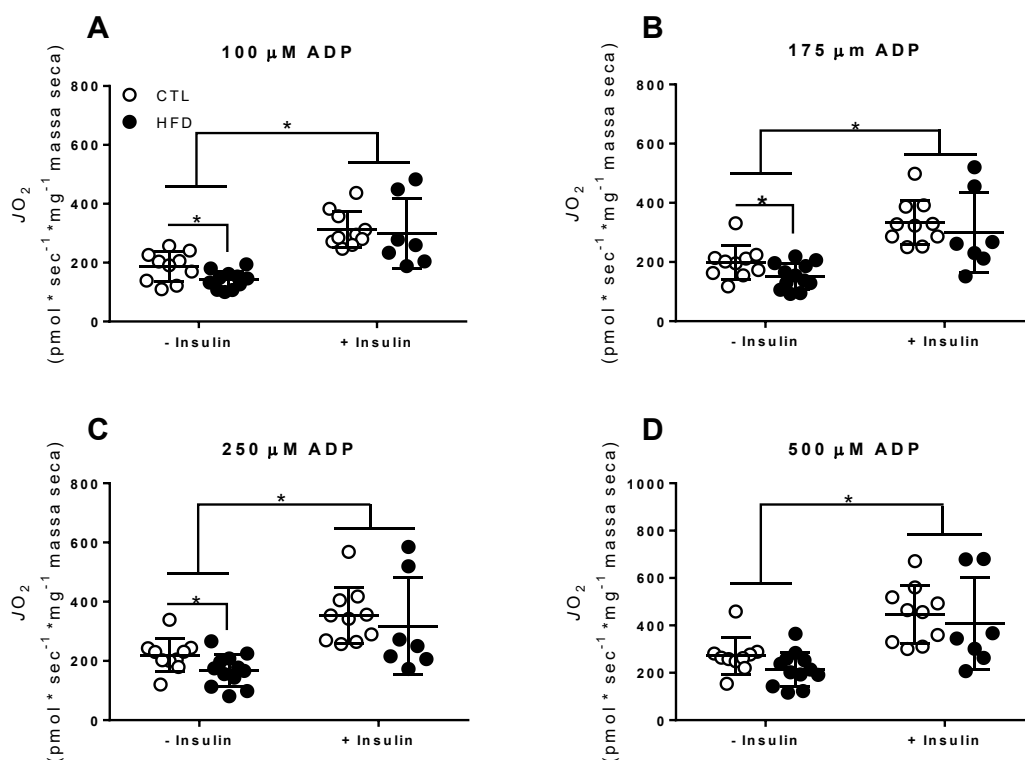 A
100 µM ADP
800
600
400
200
0
CTL
HFD
*
*
- Insulin
+ Insulin
JO2
(pmol * sec-1 *mg-1 massa seca)
B
175 µm ADP
800
600
400
200
0
*
*
- Insulin
+ Insulin
JO2
(pmol * sec-1 *mg-1 massa seca)
C
250 µM ADP
800
600
400
200
0
*
*
- Insulin
+ Insulin
JO2
(pmol * sec-1 *mg-1 massa seca)
D
500 µM ADP
1000
800
600
400
200
0
*
- Insulin
+ Insulin
JO2
(pmol * sec-1 *mg-1 massa seca)